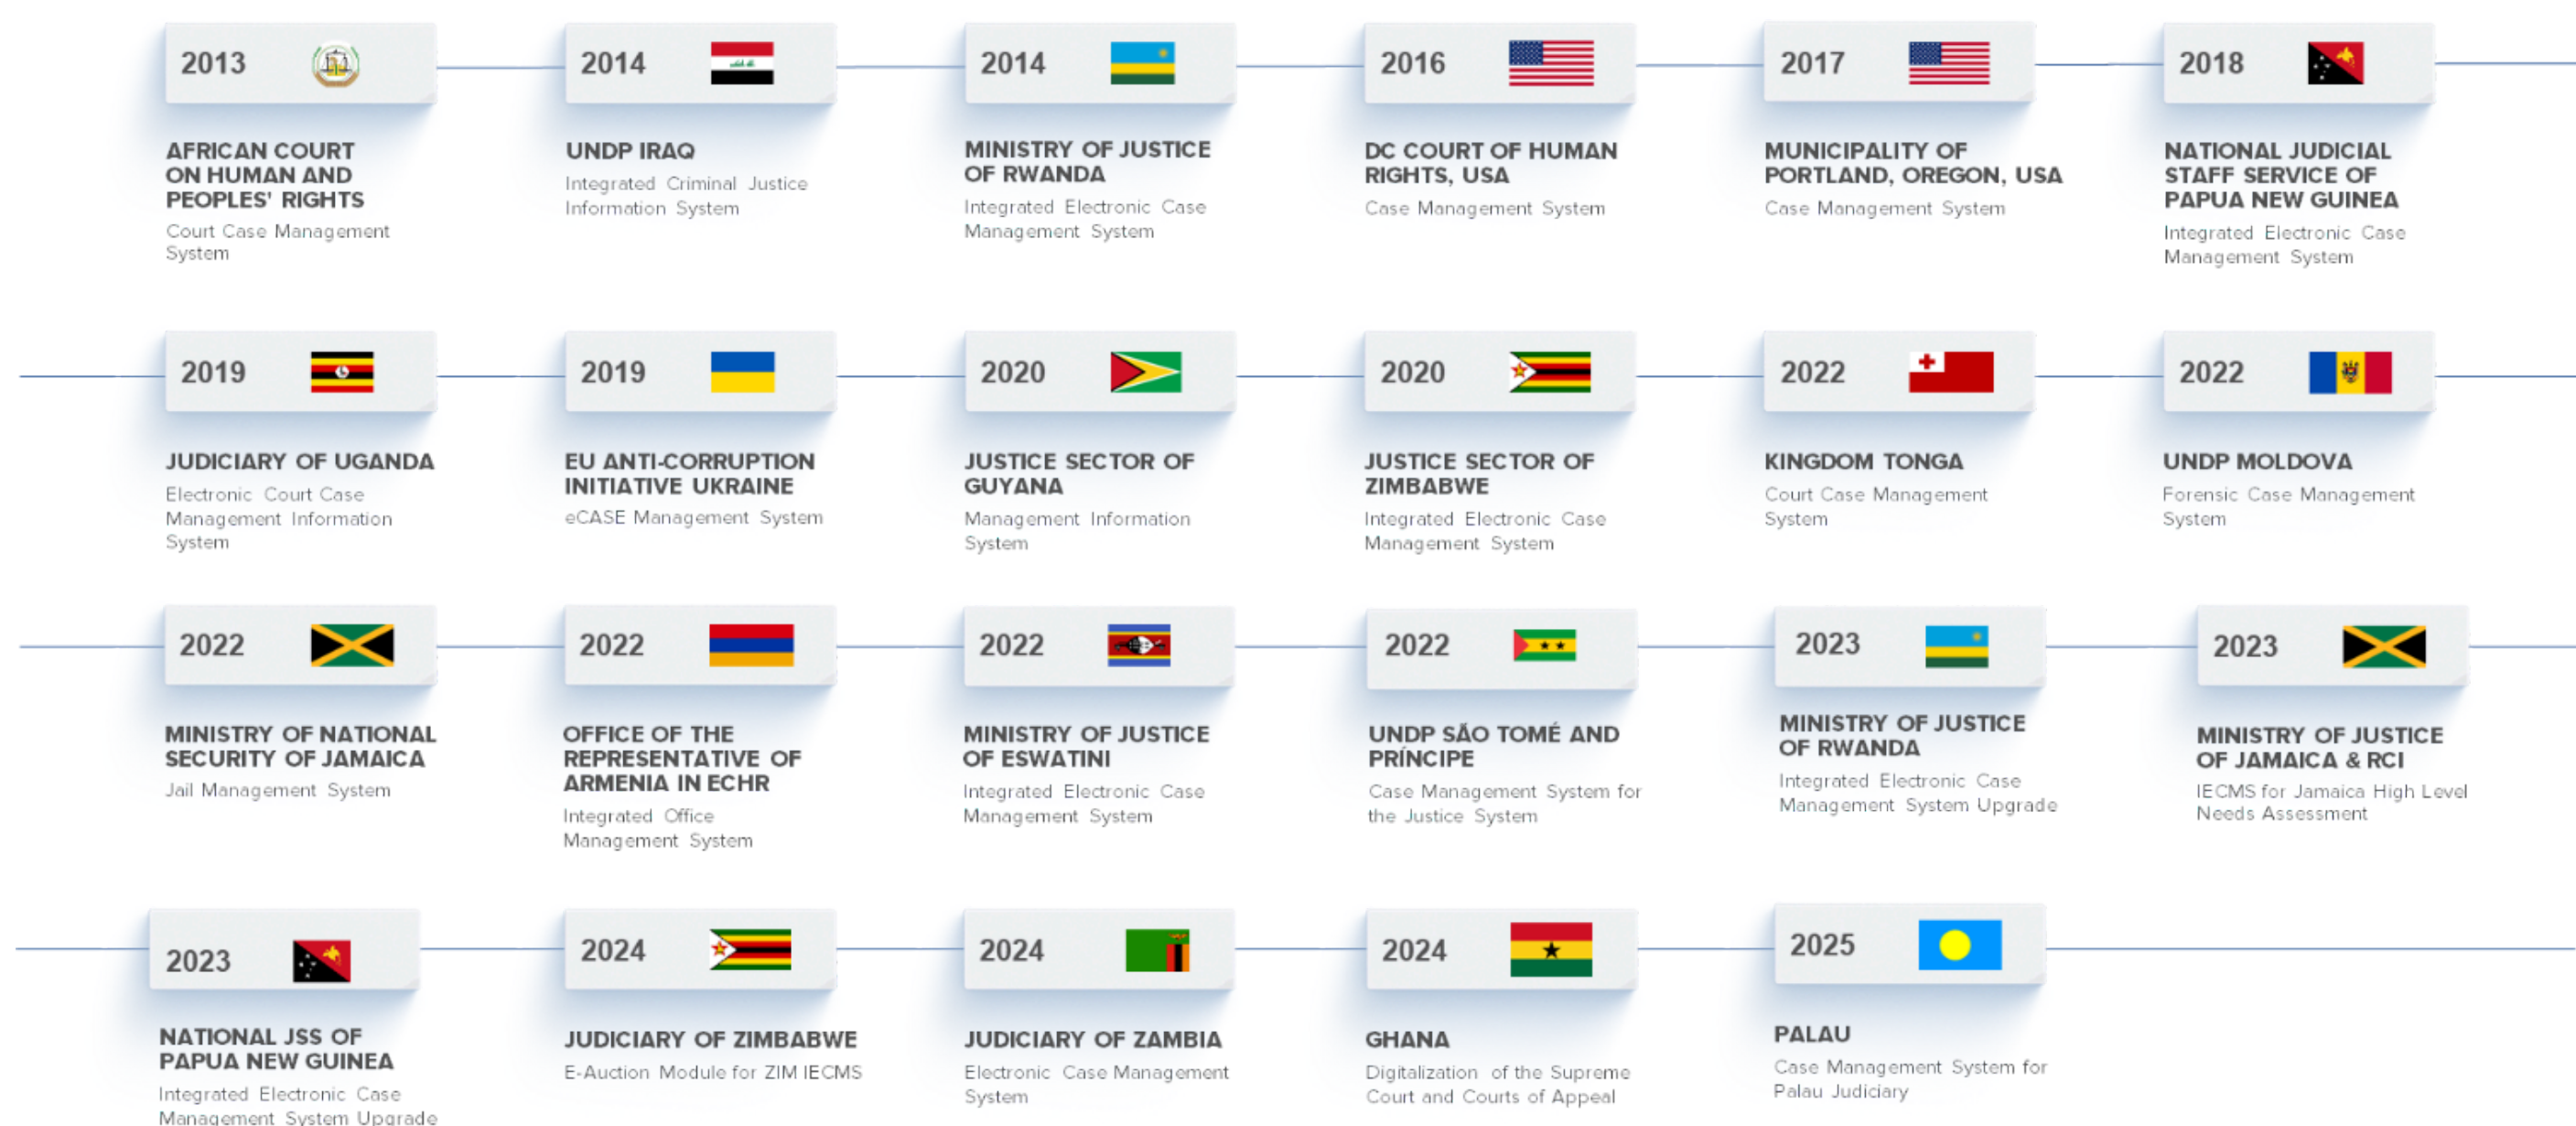 2013
AFRICAN COURT
ON HUMAN AND
PEOPLES' RIGHTS
Court Case Management
System
2014
UNDP IRAQ
Integrated Criminal Justice
Information System
2014
MINISTRY OF JUSTICE
OF RWANDA
Integrated Electronic Case
Management System
2016
DC COURT OF HUMAN
RIGHTS, USA
Case Management System
2017
MUNICIPALITY OF
PORTLAND, OREGON, USA
Case Management System
2018
NATIONAL JUDICIAL
STAFF SERVICE OF
PAPUA NEW GUINEA
Integrated Electronic Case
Management System
2019
JUDICIARY OF UGANDA
Electronic Court Case
Management Information
System
2019
EU ANTI-CORRUPTION
INITIATIVE UKRAINE
eCASE Management System
2020
JUSTICE SECTOR OF
GUYANA
Management Information
System
2020
JUSTICE SECTOR OF
ZIMBABWE
Integrated Electronic Case
Management System
2022
KINGDOM TONGA
Court Case Management
System
2022
UNDP MOLDOVA
Forensic Case Management
System
2022
MINISTRY OF NATIONAL
SECURITY OF JAMAICA
Jail Management System
2022
OFFICE OF THE
REPRESENTATIVE OF
ARMENIA IN ECHR
Integrated Office
Management System
2022
MINISTRY OF JUSTICE
OF ESWATINI
Integrated Electronic Case
Management System
2022
UNDP SÃO TOMÉ AND
PRÍNCIPE
Case Management System for
the Justice System
2023
MINISTRY OF JUSTICE
OF RWANDA
Integrated Electronic Case
Management System Upgrade
2023
MINISTRY OF JUSTICE
OF JAMAICA & RCI
IECMS for Jamaica High Level
Needs Assessment
2023
NATIONAL JSS OF
PAPUA NEW GUINEA
Integrated Electronic Case
Management System Upgrade
2024
JUDICIARY OF ZIMBABWE
E-Auction Module for ZIM IECMS
2024
JUDICIARY OF ZAMBIA
Electronic Case Management
System
2024
GHANA
Digitalization of the Supreme
Court and Courts of Appeal
2025
PALAU
Case Management System for
Palau Judiciary